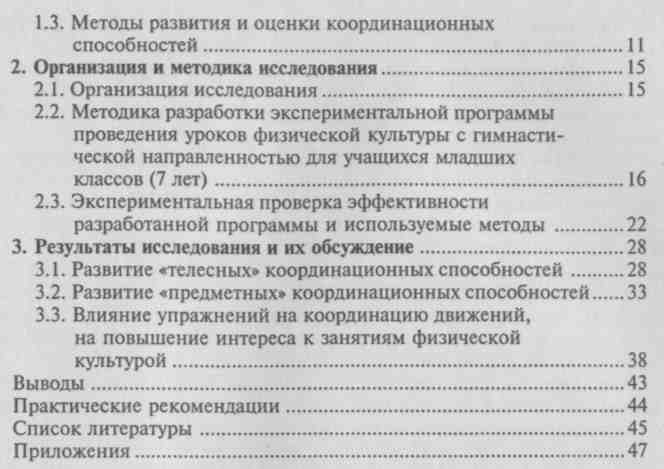 1.3. Методы развития и оценки координационных
способностей ..... 11
2. Организация и методика исследования ..... 15
2.1. Организация исследования ..... 15
2.2. Методика разработки экспериментальной программы
проведения уроков физической культуры с гимнасти-
ческой направленностью для учащихся младших
классов (7 лет) ..... 16
2.3. Экспериментальная проверка эффективности
разработанной программы и используемые методы ..... 22
3. Результаты исследования и их обсуждение ..... 28
3.1. Развитие «телесных» координационных способностей ..... 28
3.2. Развитие «предметных» координационных способностей ..... 33
3.3. Влияние упражнений на координацию движений,
на повышение интереса к занятиям физической
культурой ..... 38
Выводы ..... 43
Практические рекомендации ..... 44
Список литературы ..... 45
Приложения ..... 47